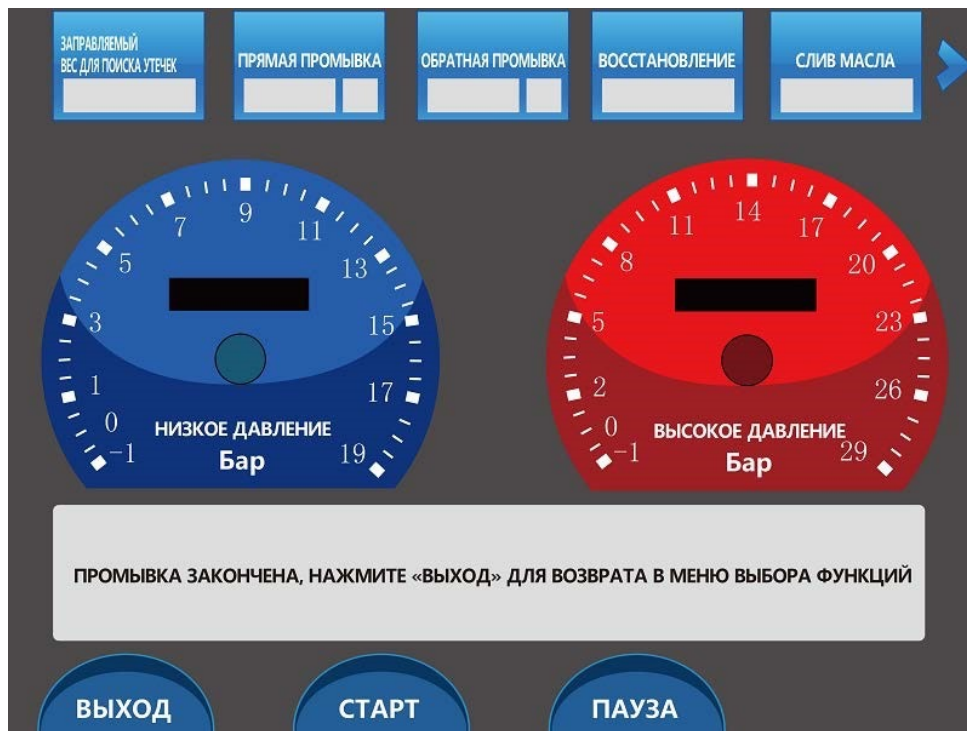 ЗАПРАВЛЯЕМЫЙ
ВЕС ДЛЯ ПОИСКА УТЕЧЕК
ПРЯМАЯ ПРОМЫВКА
ОБРАТНАЯ ПРОМЫВКА
ВОССТАНОВЛЕНИЕ
СЛИВ МАСЛА
-1
0
1
3
5
7
9
11
13
15
17
19
НИЗКОЕ ДАВЛЕНИЕ
Бар
-1
0
2
5
8
11
14
17
20
23
26
29
ВЫСОКОЕ ДАВЛЕНИЕ
Бар
ПРОМЫВКА ЗАКОНЧЕНА, НАЖМИТЕ «ВЫХОД» ДЛЯ ВОЗВРАТА В МЕНЮ ВЫБОРА ФУНКЦИЙ
ВЫХОД
СТАРТ
ПАУЗА